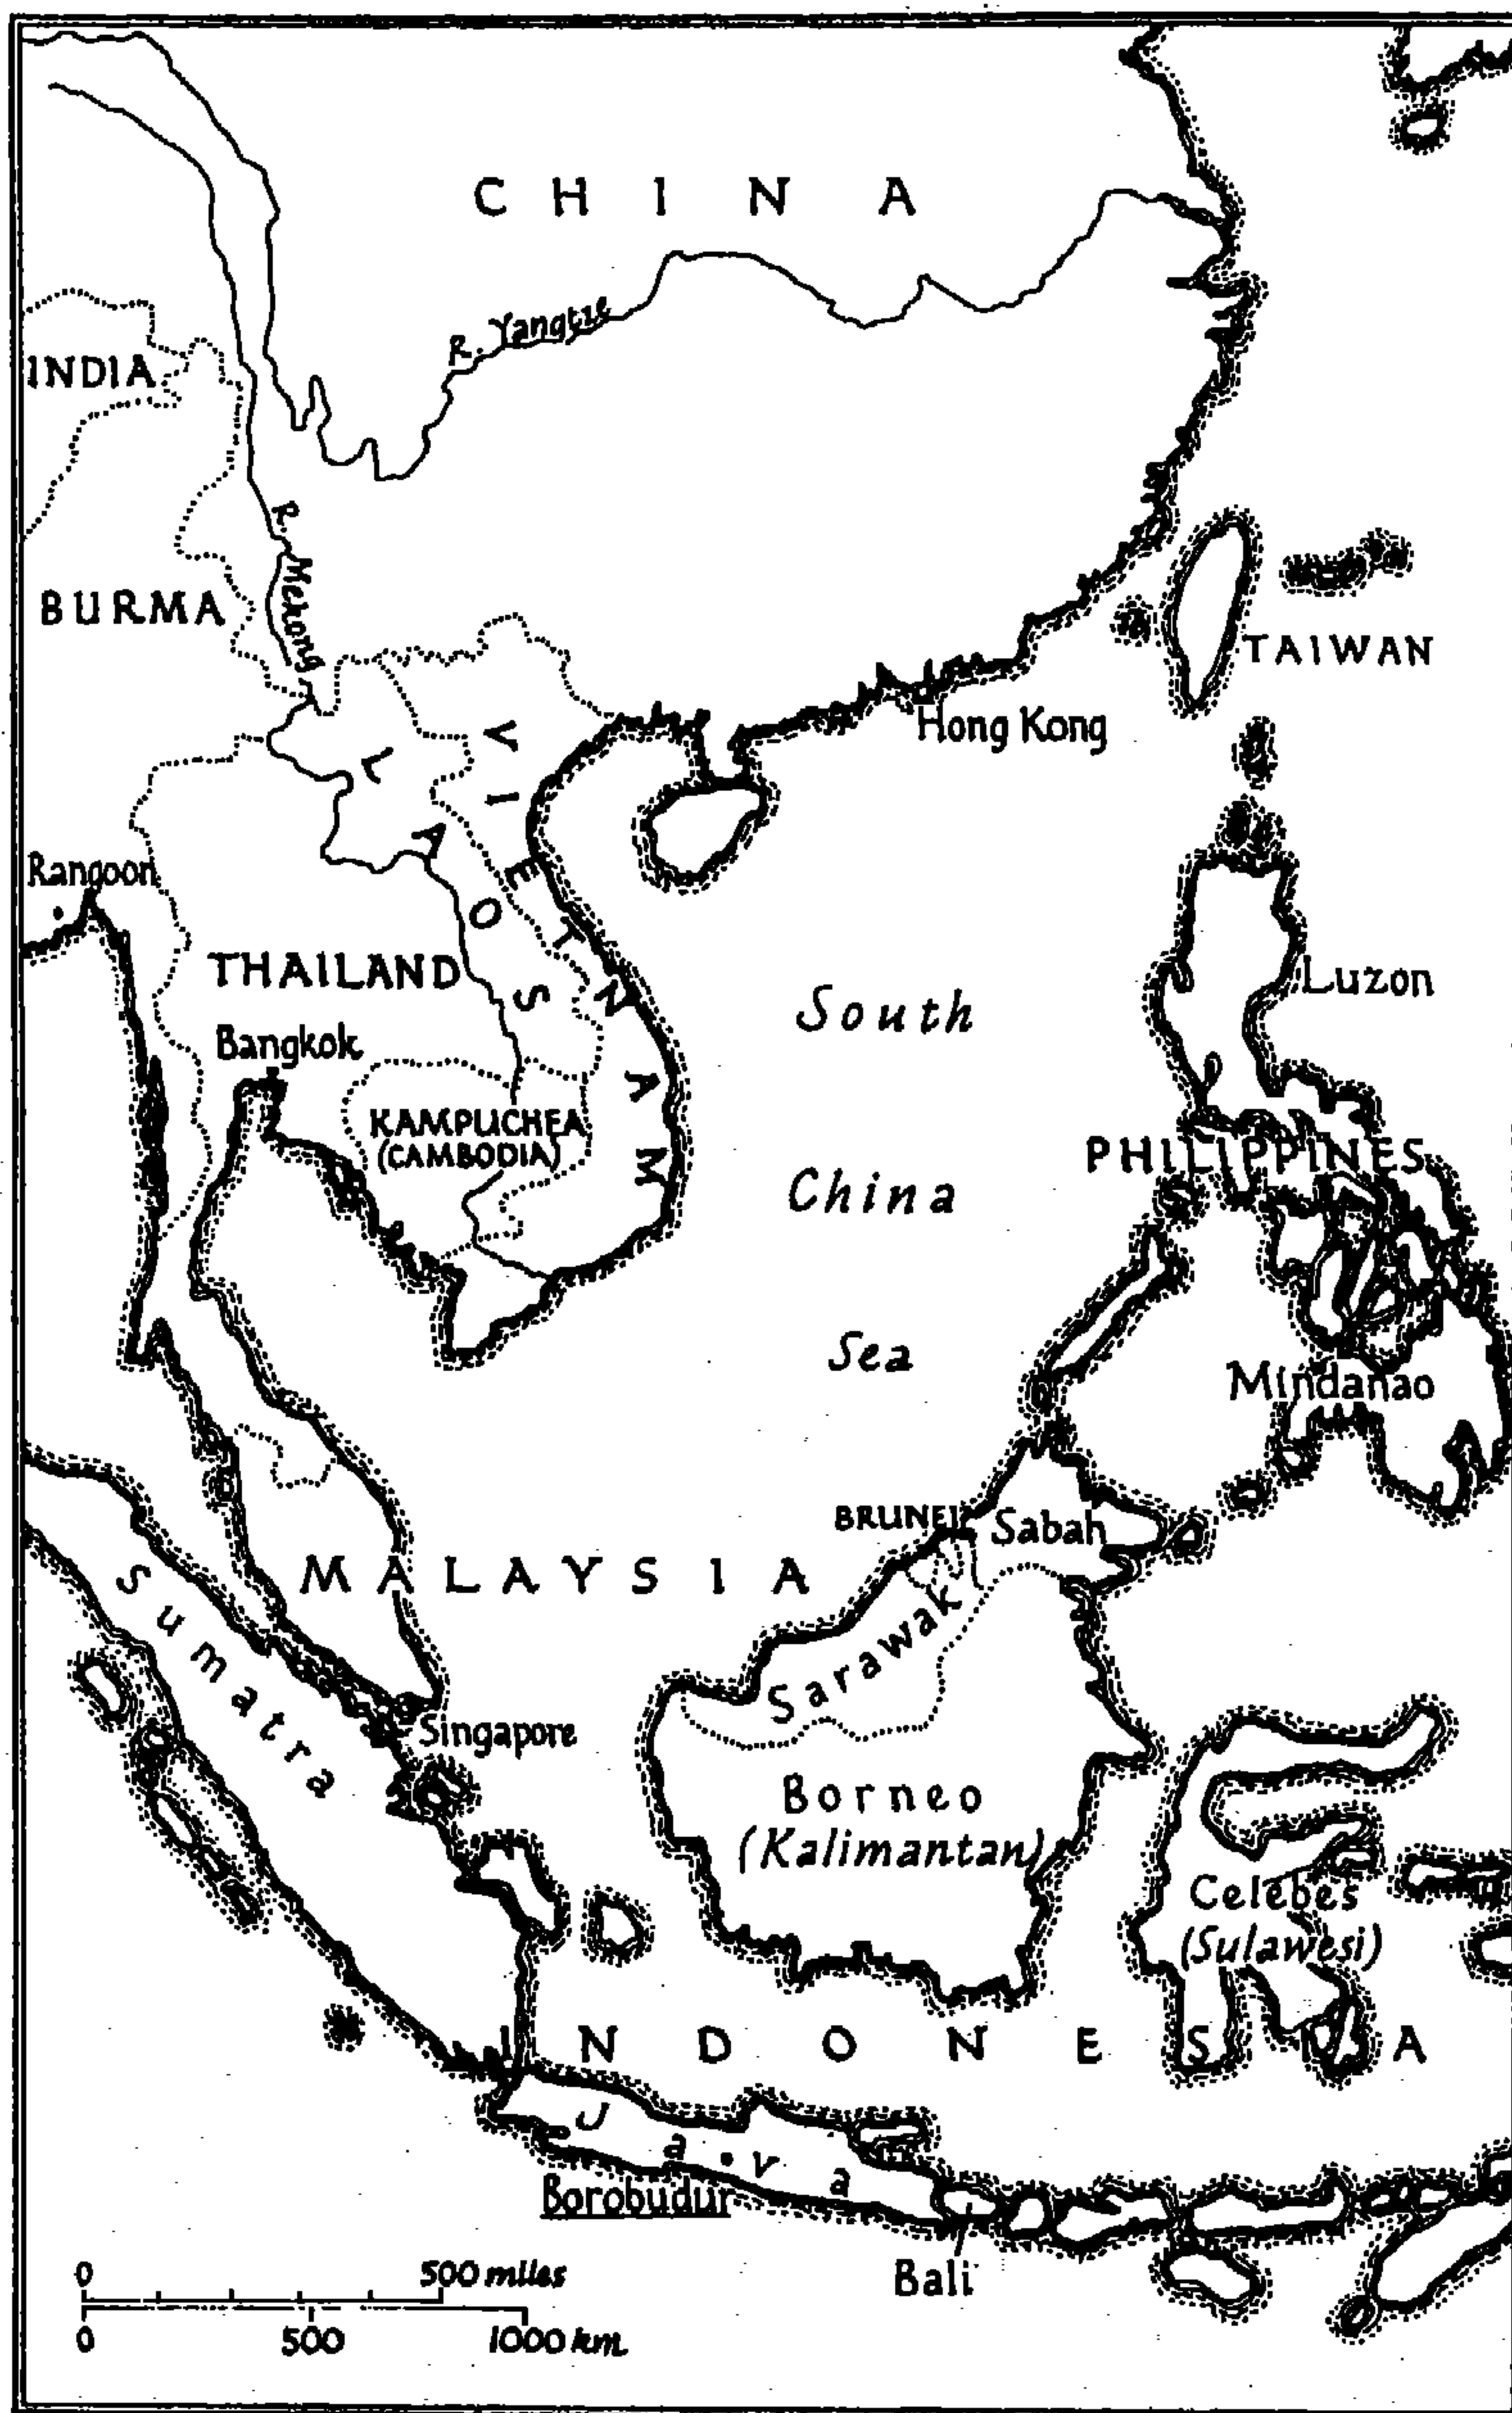 CHINA
R. Yangtze
INDIA
R. Mekong
BURMA
TAIWAN
Hong Kong
VIETNAM
LAOS
Rangoon
THAILAND
Luzon
South
China
Sea
Bangkok
KAMPUCHEA
(CAMBODIA)
PHILIPPINES
Mindanao
BRUNEI
Sabah
MALAYSIA
Sarawak
Sumatra
Singapore
Borneo
(Kalimantan)
Celebes
(Sulawesi)
INDONESIA
Java
Borobudur
Bali
0 500 miles
0 500 1000 km